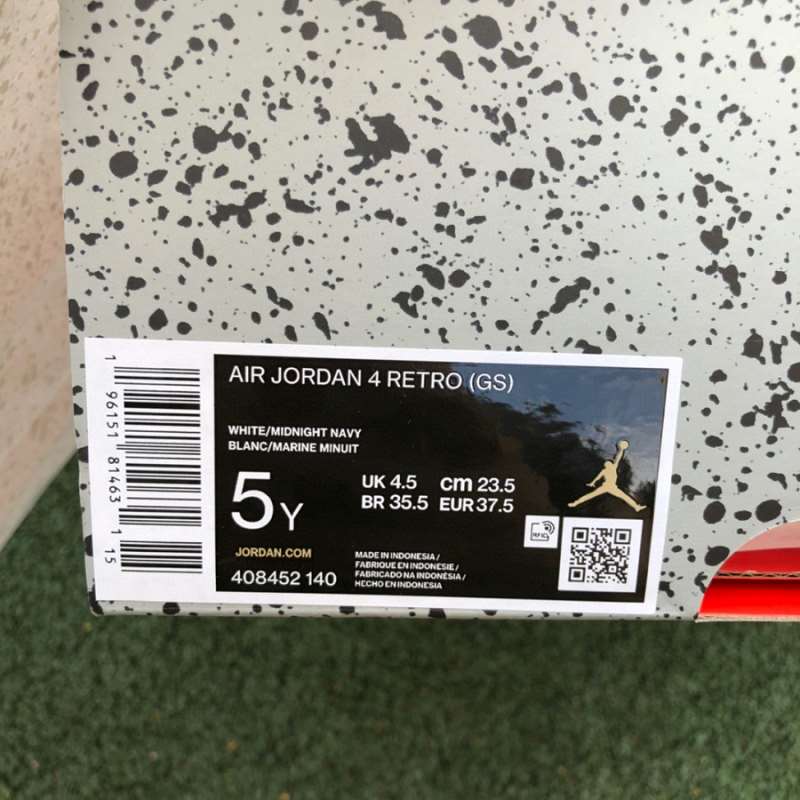 AIR JORDAN 4 RETRO (GS)
WHITE/MIDNIGHT NAVY
BLANC/MARINE MINUIT
5Y
UK 4.5 cm 23.5
BR 35.5 EUR 37.5
JORDAN.COM
408452 140
MADE IN INDONESIA/
FABRIQUE EN INDONESIE/
FABRICADO NA INDONÉSIA/
HECHO EN INDONESIA
RFID
1 96151 81463 1 15